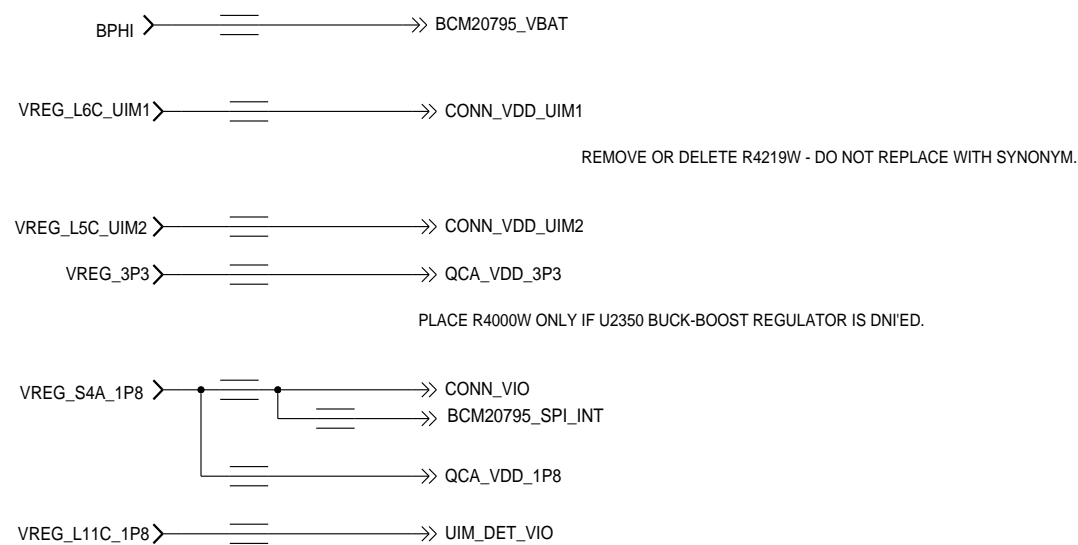 BPHI
BCM20795_VBAT
VREG_L6C_UIM1
CONN_VDD_UIM1
REMOVE OR DELETE R4219W - DO NOT REPLACE WITH SYNONYM.
VREG_L5C_UIM2
CONN_VDD_UIM2
VREG_3P3
QCA_VDD_3P3
PLACE R4000W ONLY IF U2350 BUCK-BOOST REGULATOR IS DNI'ED.
VREG_S4A_1P8
CONN_VIO
BCM20795_SPI_INT
QCA_VDD_1P8
VREG_L11C_1P8
UIM_DET_VIO